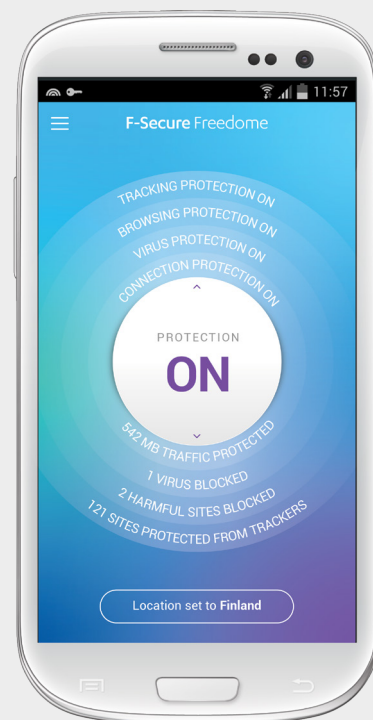 11:57
F-Secure Freedome
TRACKING PROTECTION ON
BROWSING PROTECTION ON
VIRUS PROTECTION ON
CONNECTION PROTECTION ON
PROTECTION
ON
542 MB TRAFFIC PROTECTED
1 VIRUS BLOCKED
2 HARMFUL SITES BLOCKED
121 SITES PROTECTED FROM TRACKERS
Location set to Finland